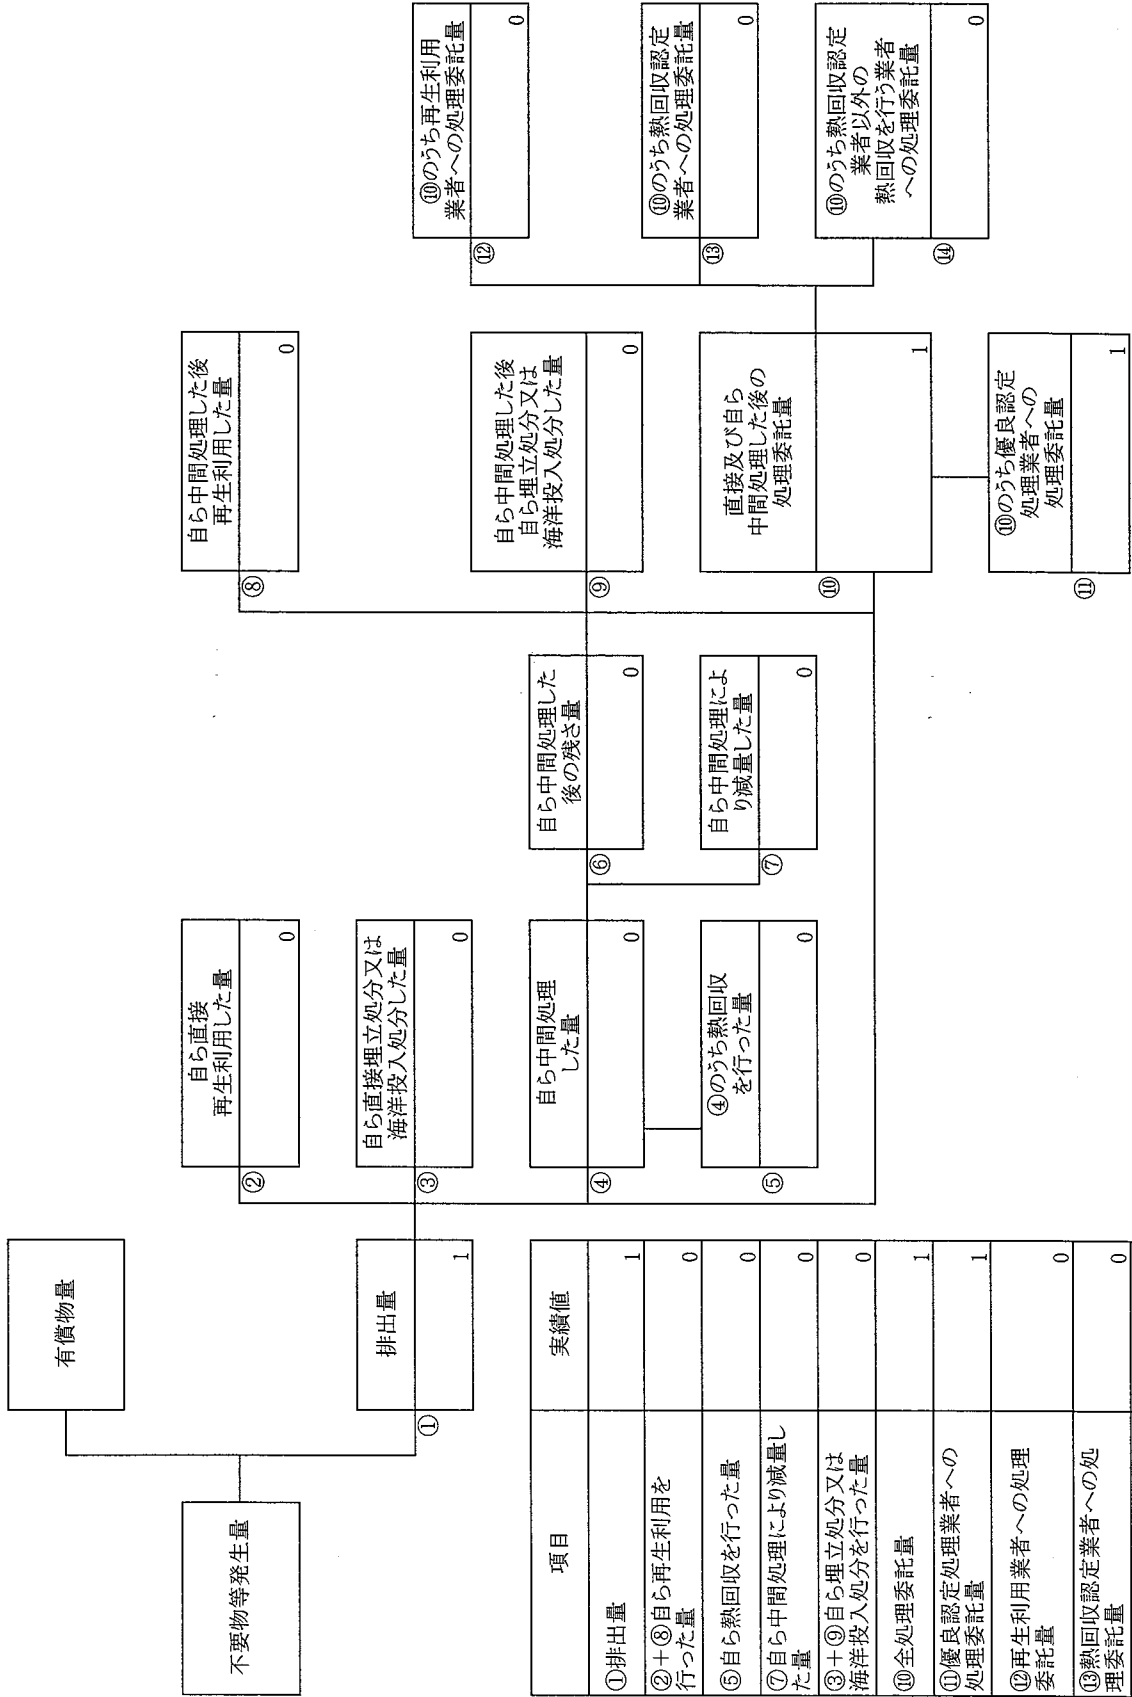 不要物等発生量
有償物量
排出量
① 1
自ら直接
再生利用した量
② 0
自ら直接埋立処分又は
海洋投入処分した量
③ 0
自ら中間処理
した量
④ 0
④のうち熱回収
を行った量
⑤ 0
自ら中間処理した
後の残さ量
⑥ 0
自ら中間処理によ
り減量した量
⑦ 0
自ら中間処理した後
再生利用した量
⑧ 0
自ら中間処理した後
自ら埋立処分又は
海洋投入処分した量
⑨ 0
直接及び自ら
中間処理した後の
処理委託量
⑩ 1
⑩のうち優良認定
処理業者への
処理委託量
⑪ 1
⑩のうち再生利用
業者への処理委託量
⑫ 0
⑩のうち熱回収認定
業者への処理委託量
⑬ 0
⑩のうち熱回収認定
業者以外の
熱回収を行う業者
への処理委託量
⑭ 0
項目 実績値
①排出量 1
②+⑧自ら再生利用を
行った量 0
⑤自ら熱回収を行った量 0
⑦自ら中間処理により減量し
た量 0
③+⑨自ら埋立処分又は
海洋投入処分を行った量 0
⑩全処理委託量 1
⑪優良認定処理業者への
処理委託量 1
⑫再生利用業者への処理
委託量 0
⑬熱回収認定業者への処
理委託量 0